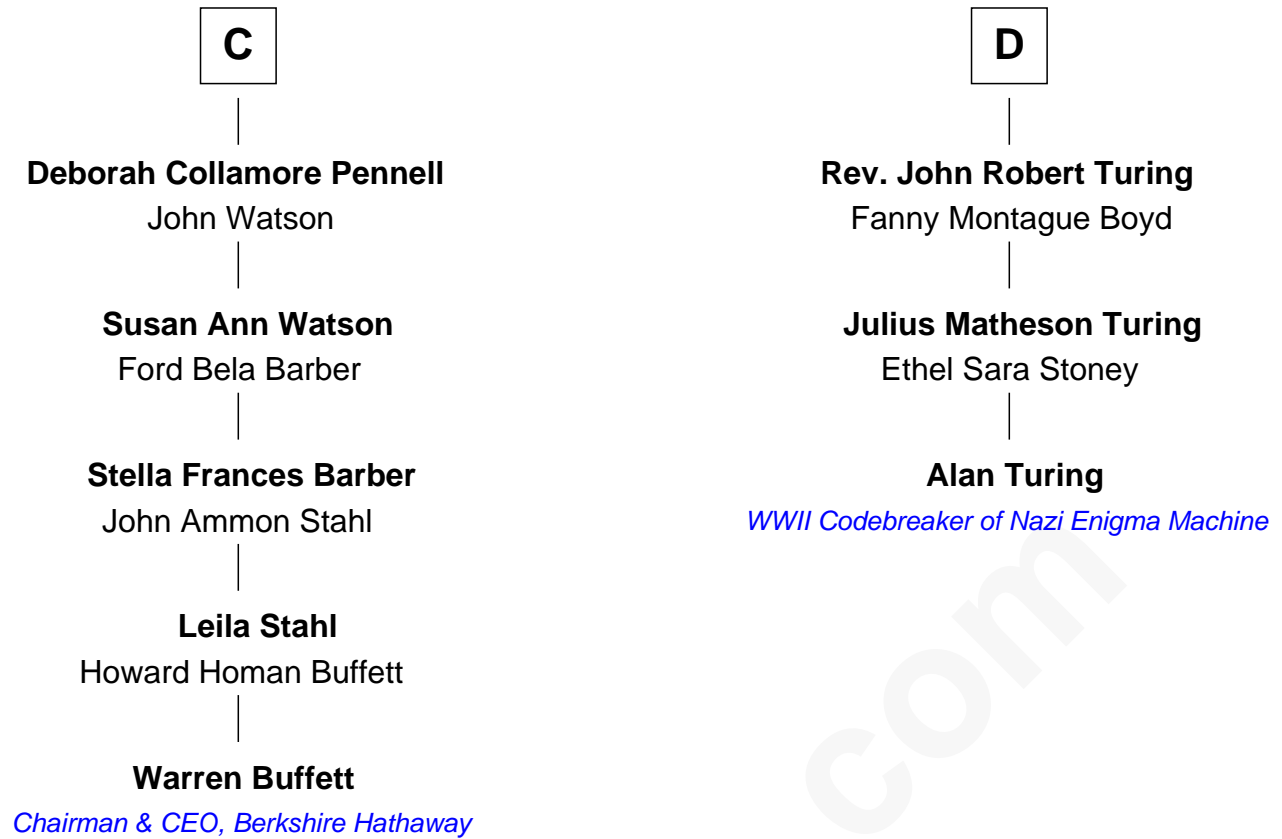 C
Deborah Collamore Pennell
John Watson
Susan Ann Watson
Ford Bela Barber
Stella Frances Barber
John Ammon Stahl
Leila Stahl
Howard Homan Buffett
Warren Buffett
Chairman & CEO, Berkshire Hathaway
D
Rev. John Robert Turing
Fanny Montague Boyd
Julius Matheson Turing
Ethel Sara Stoney
Alan Turing
WWII Codebreaker of Nazi Enigma Machine
com